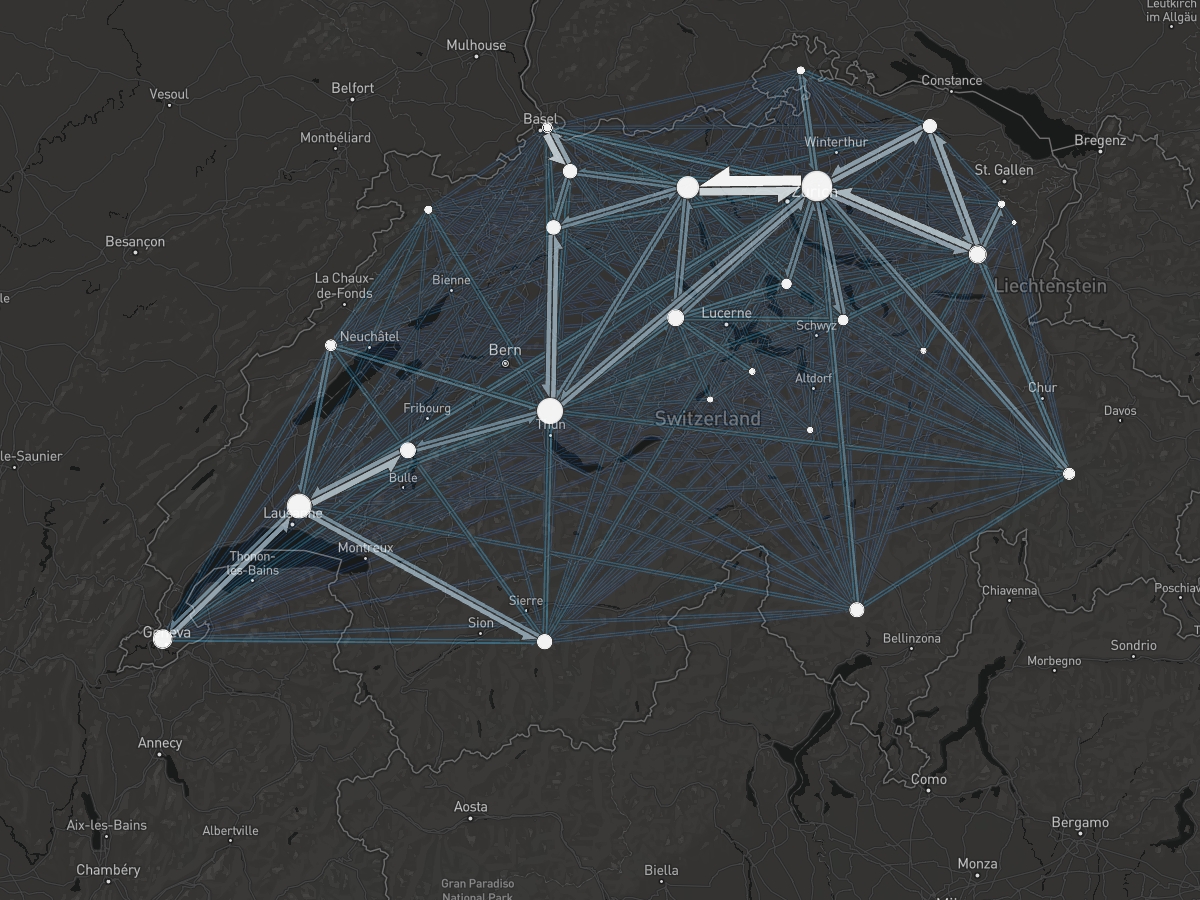 Leutkirch
im Allgäu
Mulhouse
Constance
Belfort
Vesoul
Basel
Montbéliard
Winterthur
Bregenz
St. Gallen
Besançon
La Chaux-
de-Fonds
Bienne
Liechtenstein
le
Neuchâtel
Lucerne
Schwyz
Bern
Altdorf
Chur
Fribourg
Switzerland
Davos
Thun
le-Saunier
Bulle
Lausanne
Montreux
Thonon-
les-Bains
Sierre
Chiavenna
Poschiav
Sion
Geneva
Bellinzona
Sondrio
Morbegno
Annecy
Como
Aosta
Aix-les-Bains
Albertville
Bergamo
Chambéry
Biella
Monza
Gran Paradiso
National Park